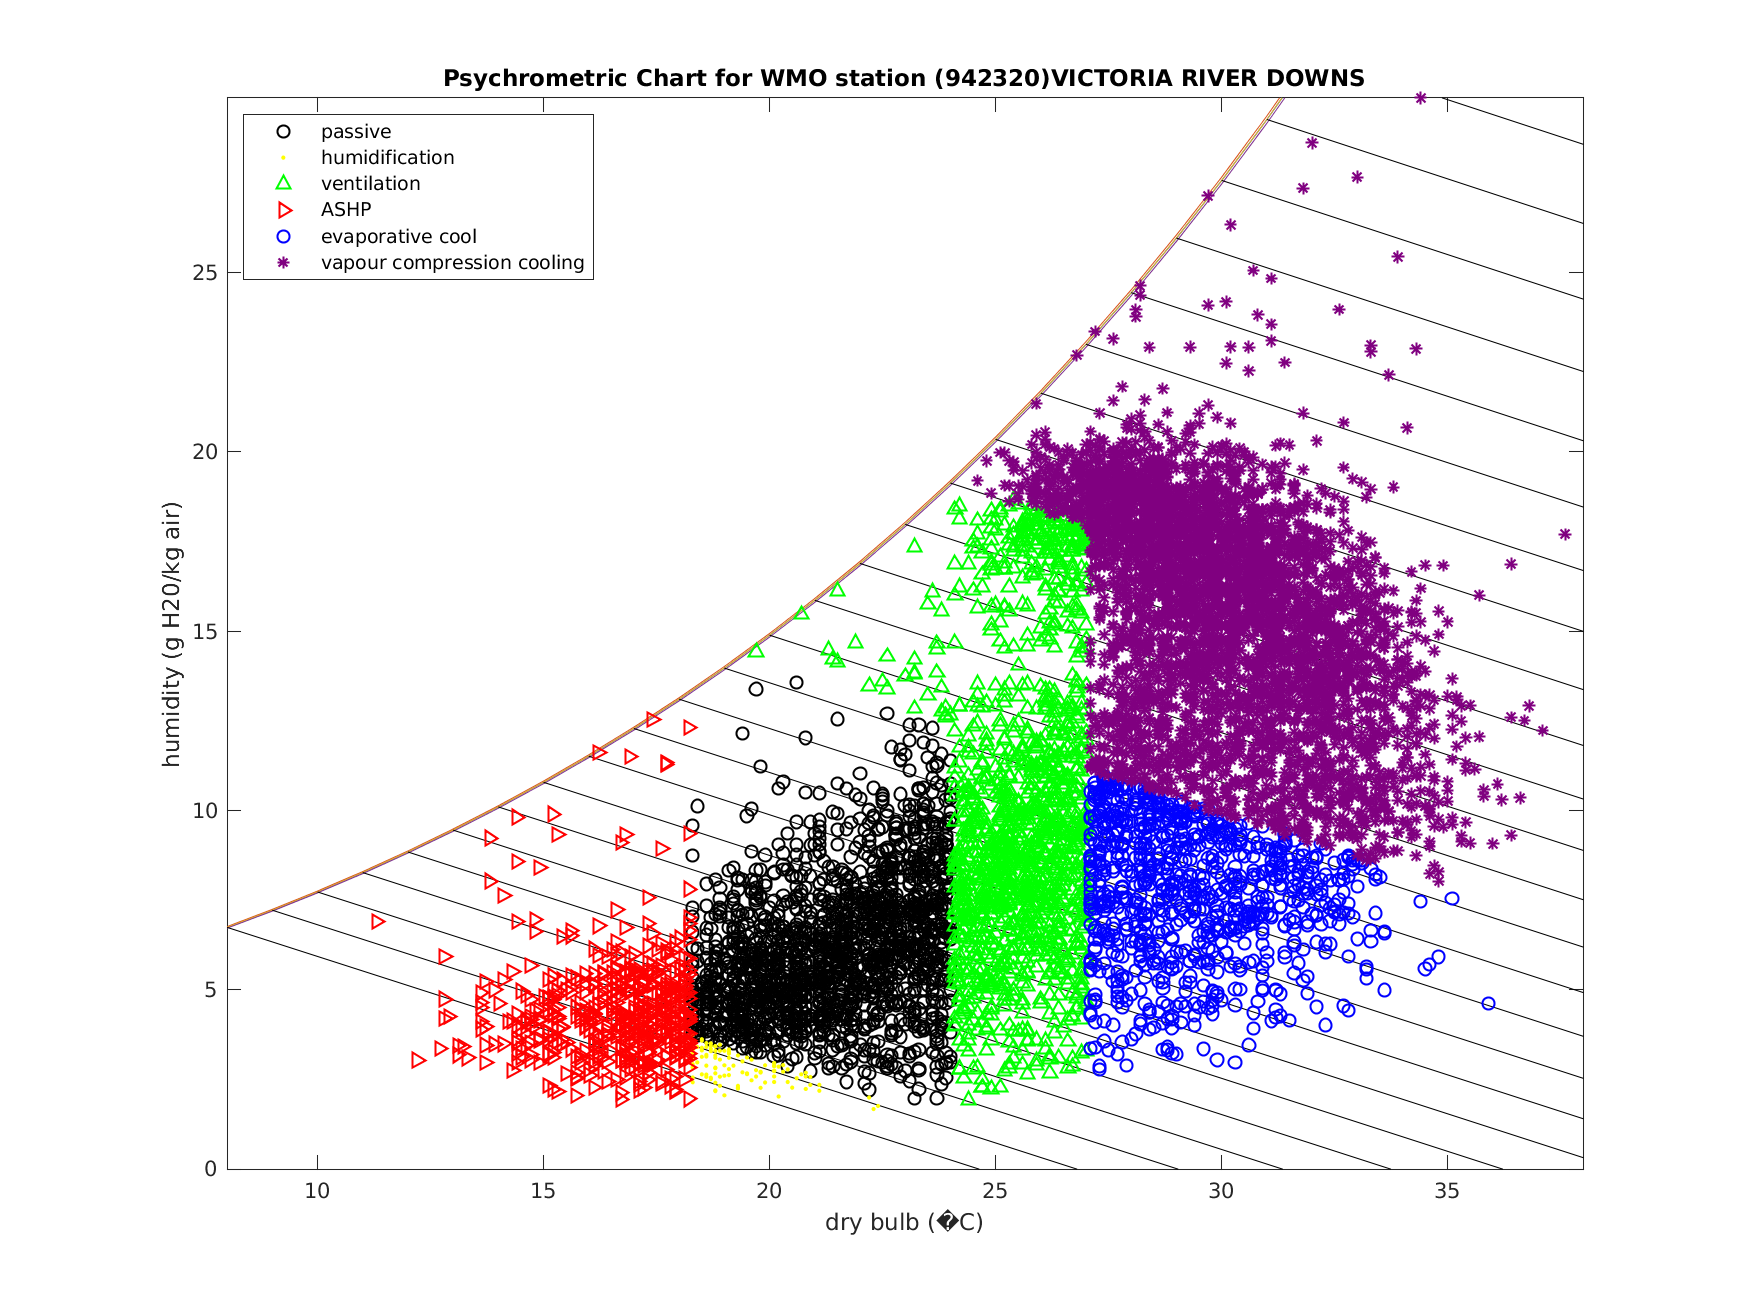 Psychrometric Chart for WMO station (942320)VICTORIA RIVER DOWNS
passive
humidification
ventilation
ASHP
evaporative cool
vapour compression cooling
humidity (g H20/kg air)
25
20
15
10
5
0
10 15 20 25 30 35
dry bulb (�C)